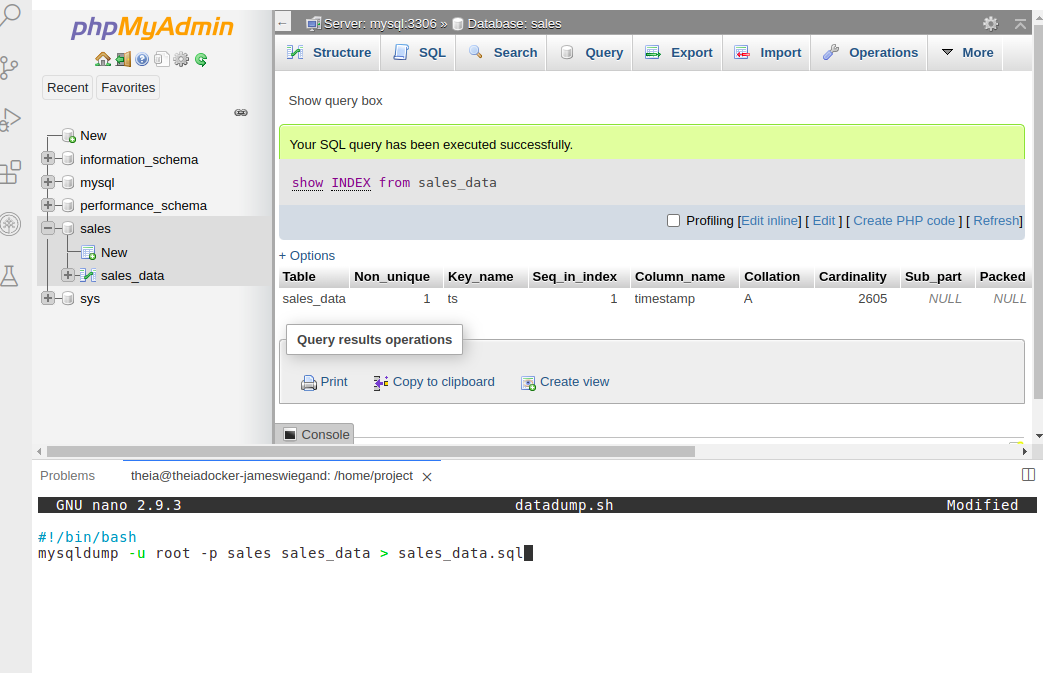 phpMyAdmin
Recent Favorites
New
information_schema
mysql
performance_schema
sales
New
sales_data
sys
← Server: mysql:3306 » Database: sales
Structure SQL Search Query Export Import Operations More
Show query box
Your SQL query has been executed successfully.
show INDEX from sales_data
Profiling [Edit inline] [ Edit ] [ Create PHP code ] [ Refresh]
+ Options
Table Non_unique Key_name Seq_in_index Column_name Collation Cardinality Sub_part Packed
sales_data 1 ts 1 timestamp A 2605 NULL NULL
Query results operations
Print Copy to clipboard Create view
Console
Problems theia@theiadocker-jameswiegand: /home/project
GNU nano 2.9.3 datadump.sh Modified
#!/bin/bash
mysqldump -u root -p sales sales_data > sales_data.sql